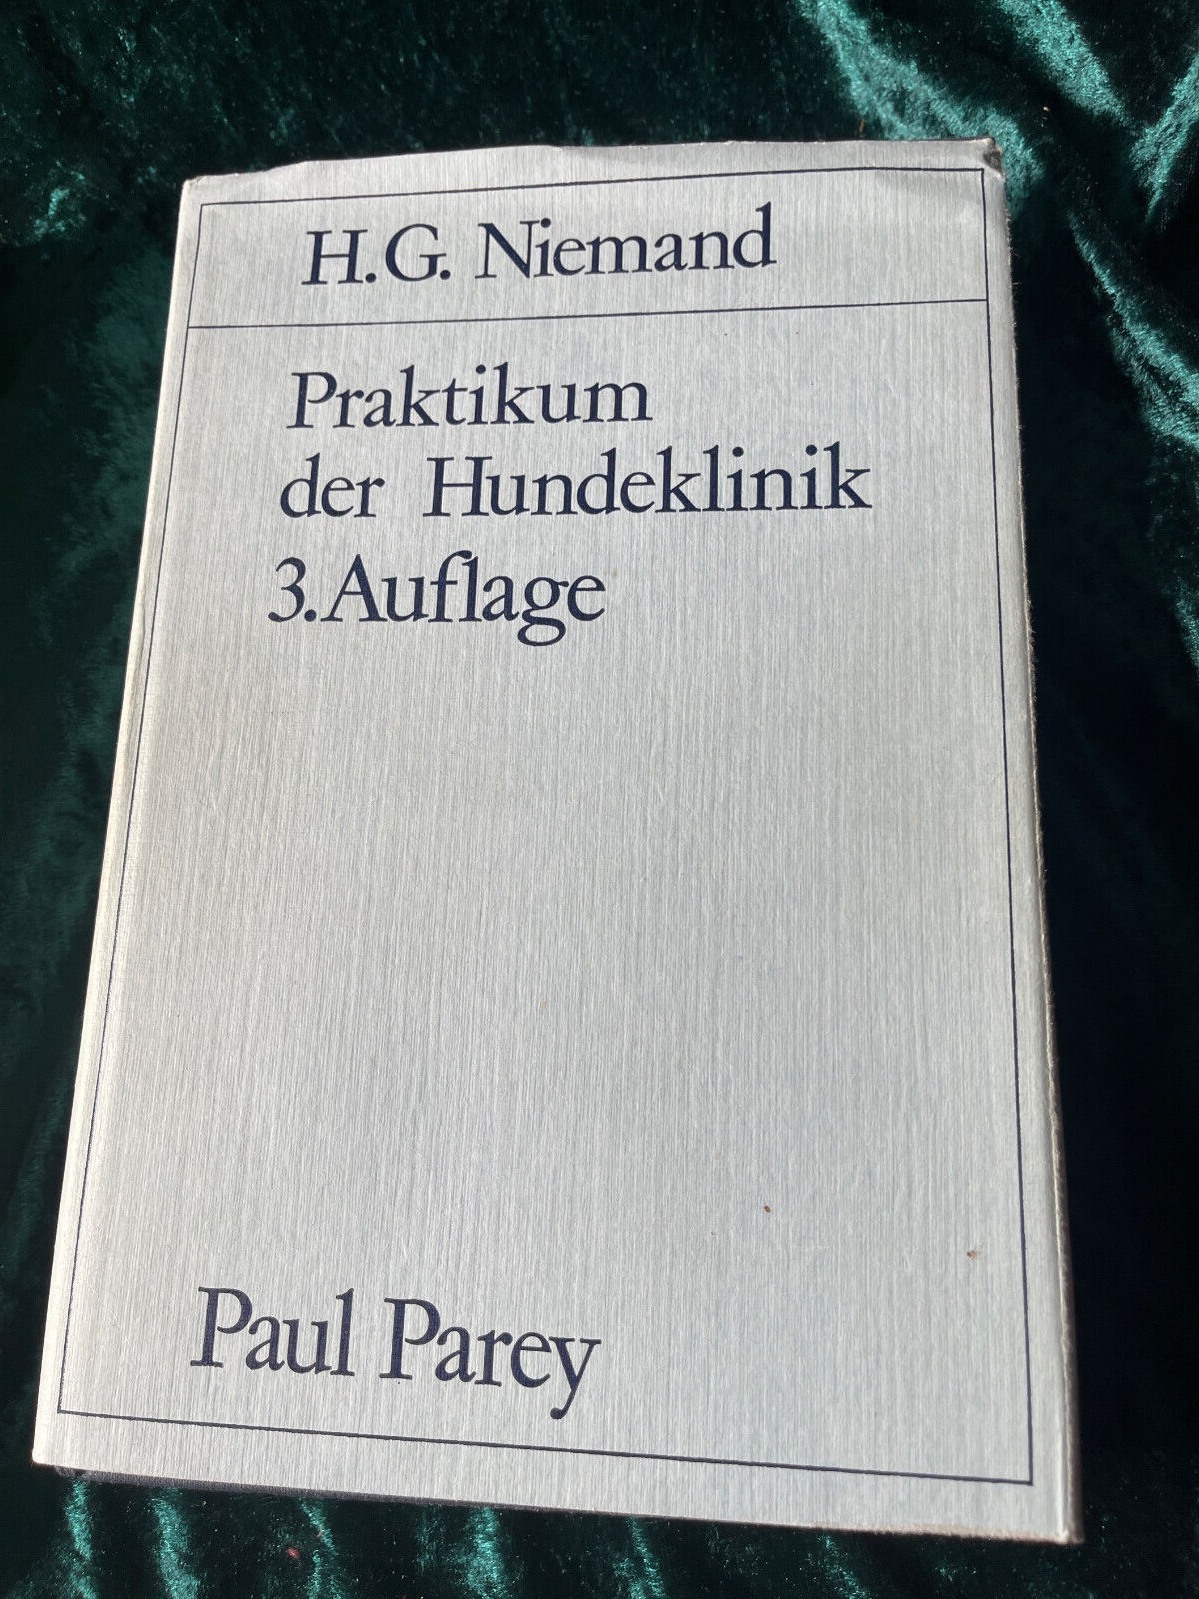 H.G. Niemand
Praktikum
der Hundeklinik
3. Auflage
Paul Parey